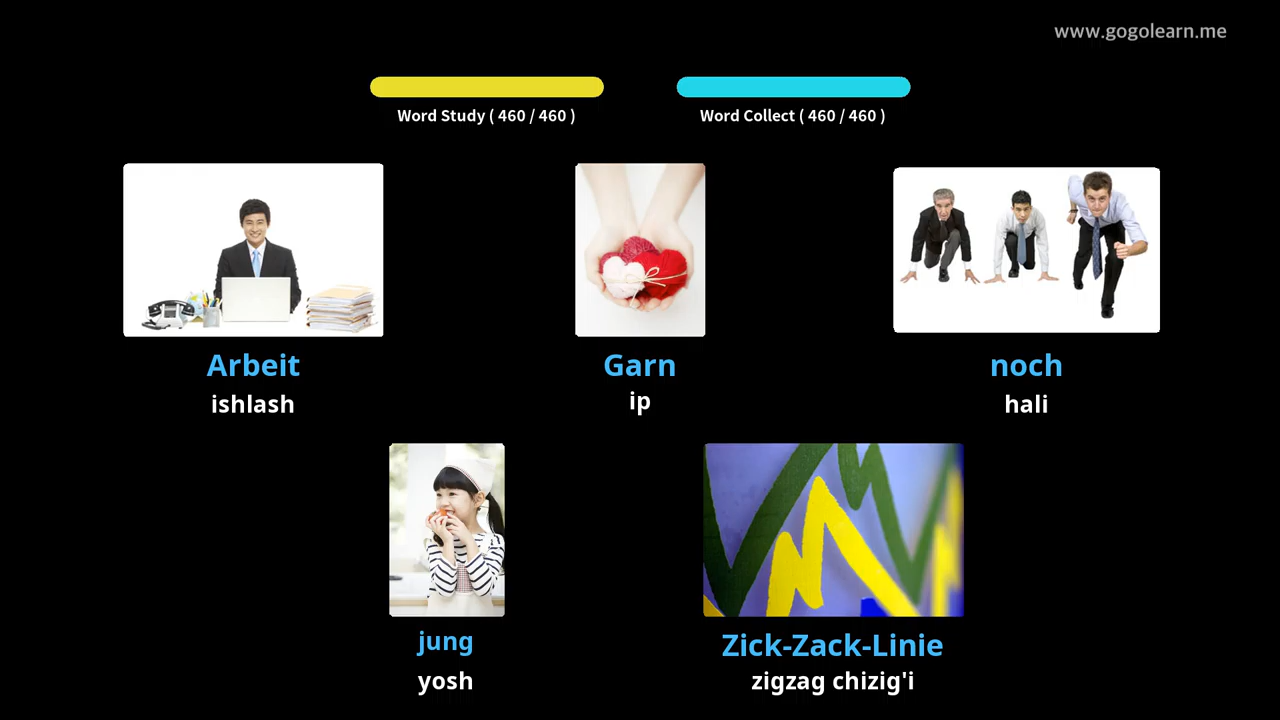 www.gogolearn.me
Word Study ( 460 / 460 )
Word Collect ( 460 / 460 )
Arbeit
ishlash
Garn
ip
noch
hali
jung
yosh
Zick-Zack-Linie
zigzag chizig'i